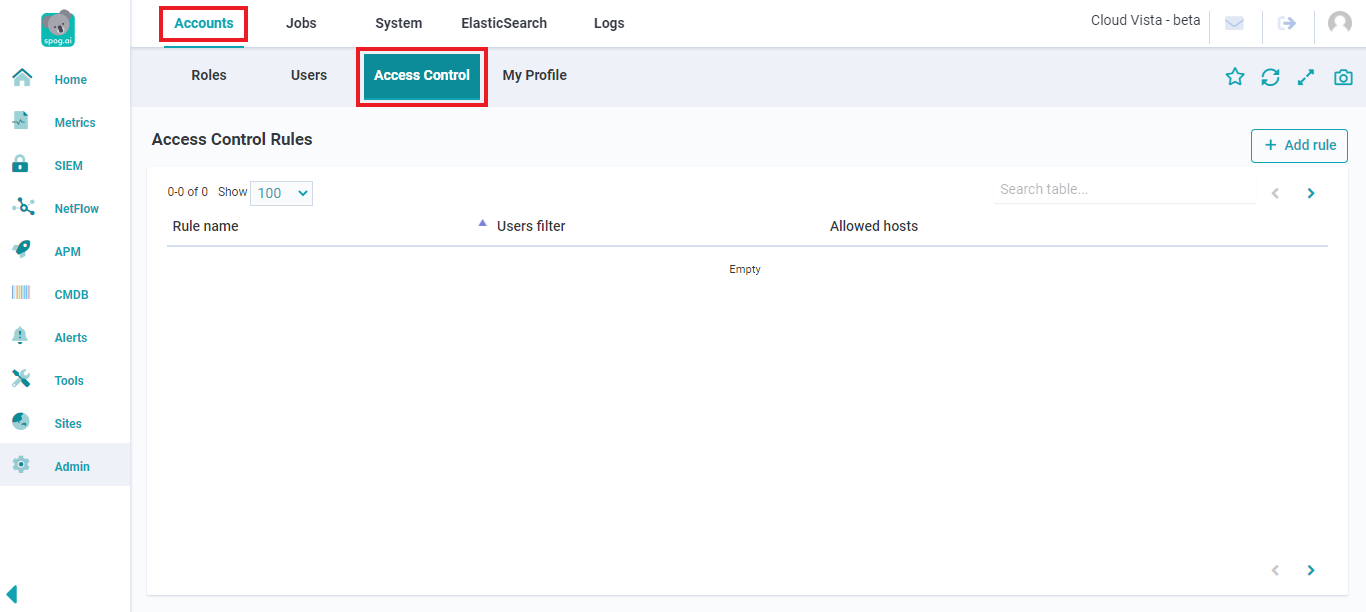 spog.ai
Accounts Jobs System ElasticSearch Logs
Cloud Vista - beta
Roles Users Access Control My Profile
Home
Metrics
SIEM
NetFlow
APM
CMDB
Alerts
Tools
Sites
Admin
Access Control Rules
+ Add rule
0-0 of 0 Show 100
Search table...
Rule name Users filter Allowed hosts
Empty